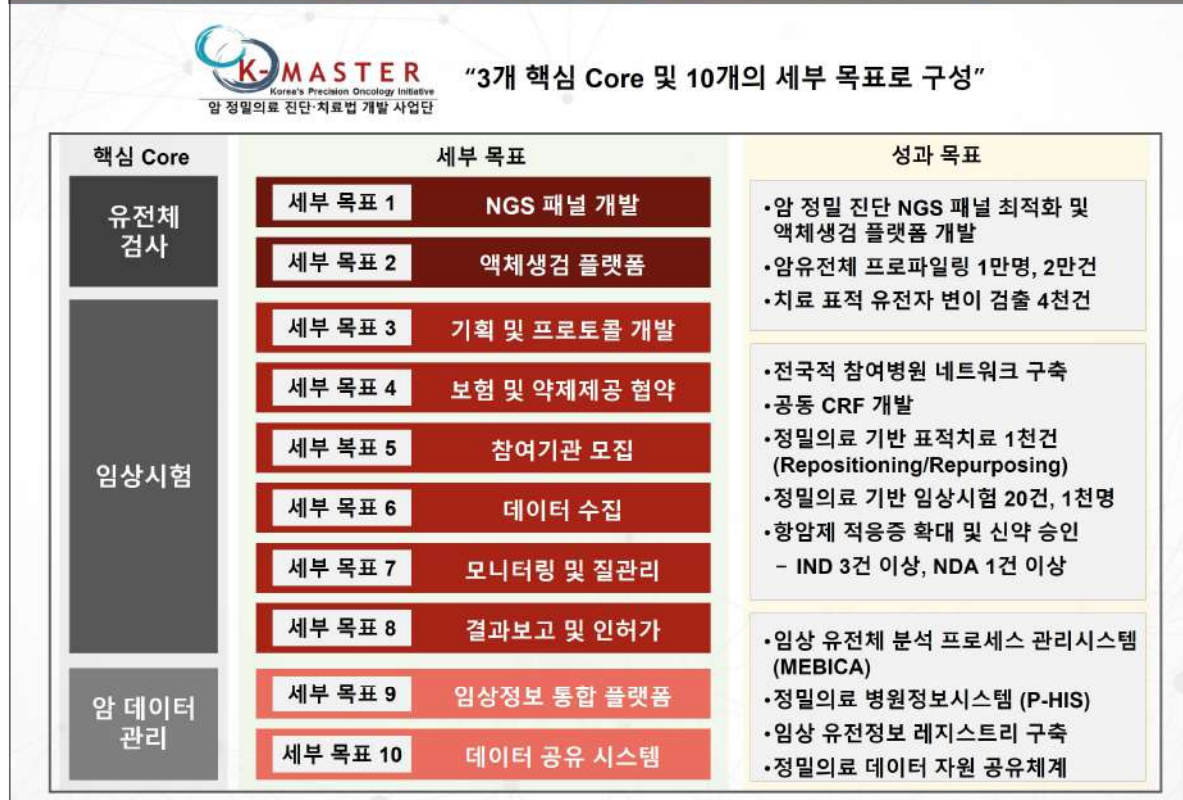 K-MASTER
Korea's Precision Oncology Initiative
암 정밀의료 진단·치료법 개발 사업단
“3개 핵심 Core 및 10개의 세부 목표로 구성”
핵심 Core
세부 목표
성과 목표
유전체
검사
세부 목표 1
NGS 패널 개발
세부 목표 2
액체생검 플랫폼
•암 정밀 진단 NGS 패널 최적화 및
액체생검 플랫폼 개발
•암유전체 프로파일링 1만명, 2만건
•치료 표적 유전자 변이 검출 4천건
임상시험
세부 목표 3
기획 및 프로토콜 개발
세부 목표 4
보험 및 약제제공 협약
세부 복표 5
참여기관 모집
세부 목표 6
데이터 수집
세부 목표 7
모니터링 및 질관리
세부 목표 8
결과보고 및 인허가
•전국적 참여병원 네트워크 구축
•공동 CRF 개발
•정밀의료 기반 표적치료 1천건
(Repositioning/Repurposing)
•정밀의료 기반 임상시험 20건, 1천명
•항암제 적응증 확대 및 신약 승인
– IND 3건 이상, NDA 1건 이상
암 데이터
관리
세부 목표 9
임상정보 통합 플랫폼
세부 목표 10
데이터 공유 시스템
•임상 유전체 분석 프로세스 관리시스템
(MEBICA)
•정밀의료 병원정보시스템 (P-HIS)
•임상 유전정보 레지스트리 구축
•정밀의료 데이터 자원 공유체계